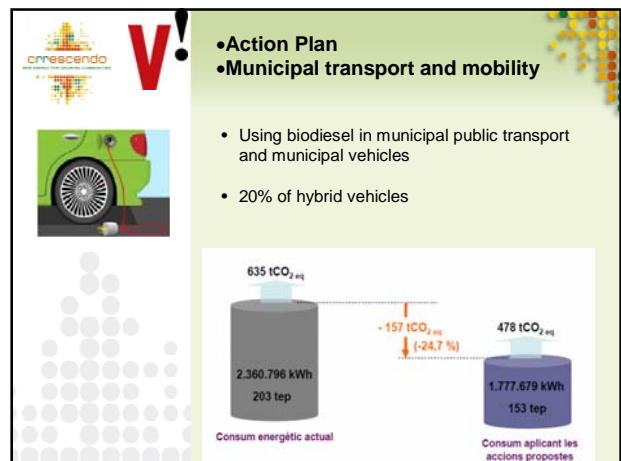 crrescendo
V!
•Action Plan
•Municipal transport and mobility
• Using biodiesel in municipal public transport
and municipal vehicles
• 20% of hybrid vehicles
635 tCO2 eq
- 157 tCO2 eq
(-24,7 %)
478 tCO2 eq
2.360.796 kWh
203 tep
1.777.679 kWh
153 tep
Consum energètic actual
Consum aplicant les
accions propostes